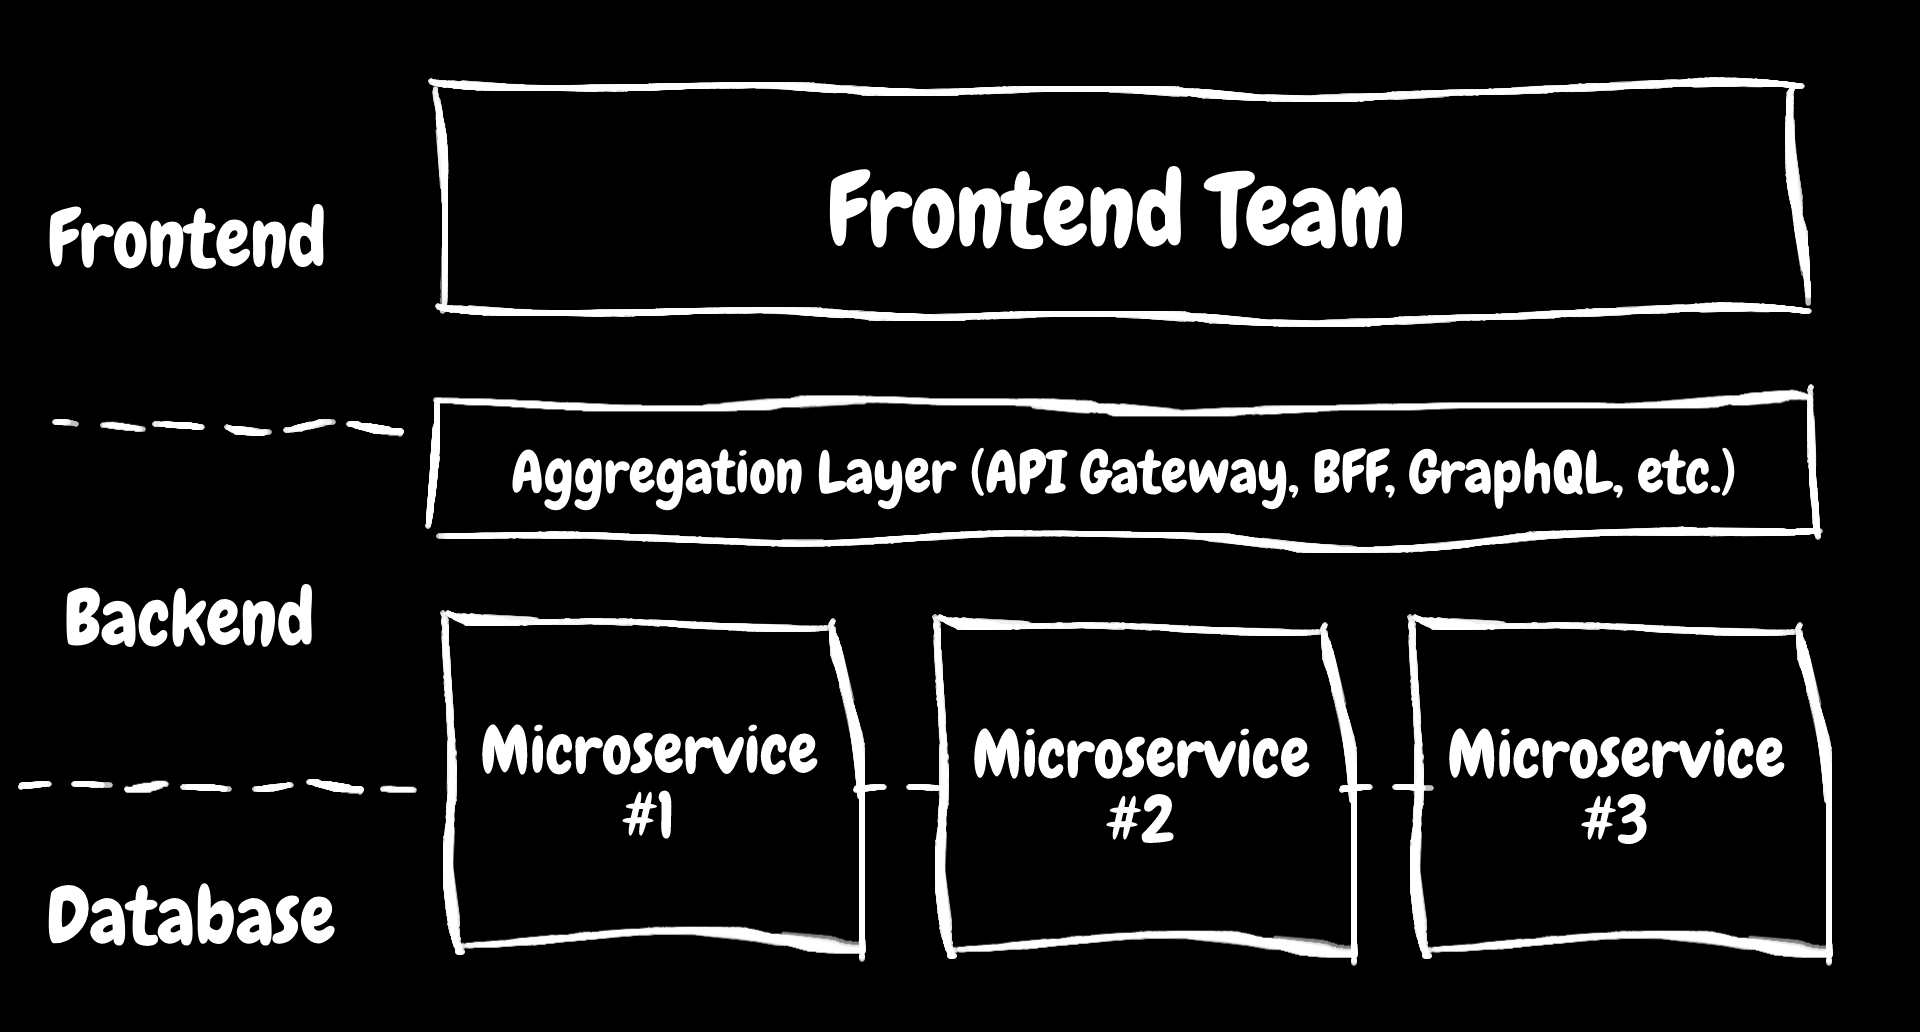 Frontend
Frontend Team
Aggregation Layer (API Gateway, BFF, GraphQL, etc.)
Backend
Microservice
#1
Microservice
#2
Microservice
#3
Database